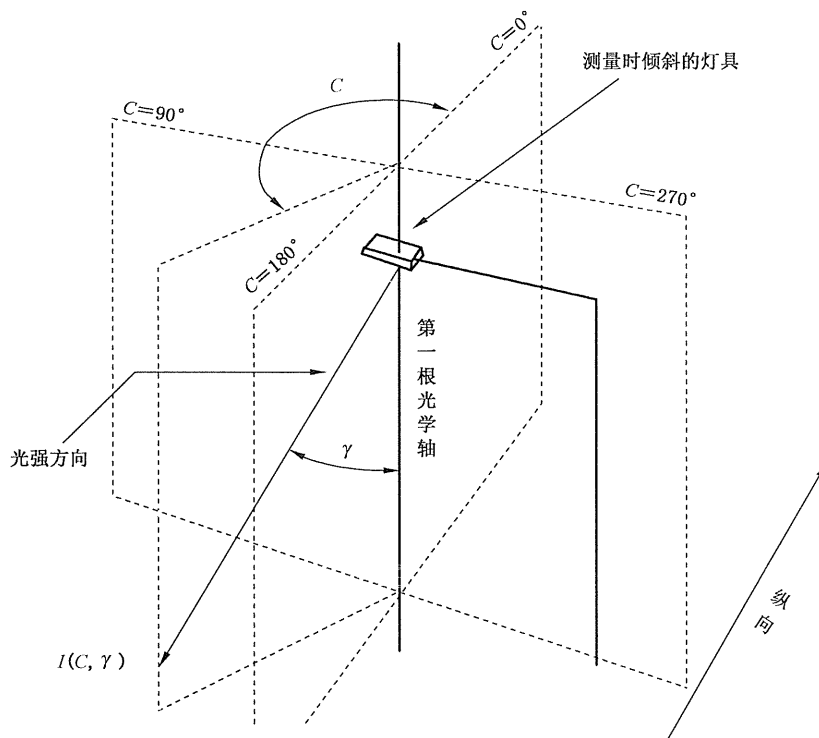 C=0°
测量时倾斜的灯具
C
C=90°
C=270°
C=180°
第一根光学轴
光强方向
γ
纵向
I(C, γ)